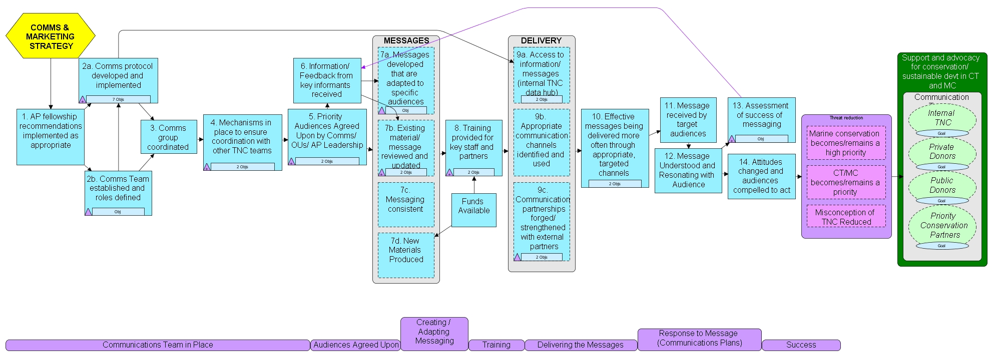 COMMS &
MARKETING
STRATEGY
2a. Comms protocol
developed and
implemented
+
7 Objs
1. AP fellowship
recommendations
implemented as
appropriate
2b. Comms Team
established and
roles defined
Obj
3. Comms
group
coordinated
4. Mechanisms in
place to ensure
coordination with
other TNC teams
+
2 Objs
6. Information/
Feedback from
key informants
received
5. Priority
Audiences Agreed
Upon by Comms/
OUs/ AP Leadership
+
2 Objs
MESSAGES
7a. Messages
developed
that are
adapted to
specific
audiences
Obj
7b. Existing
material/
message
reviewed and
updated
+
2 Objs
7c.
Messaging
consistent
7d. New
Materials
Produced
8. Training
provided for
key staff and
partners
+
2 Objs
Funds
Available
DELIVERY
9a. Access to
information/
messages
(internal TNC
data hub)
2 Objs
9b.
Appropriate
communication
channels
identified and
used
9c.
Communication
partnerships
forged/
strengthened
with external
partners
2 Objs
10. Effective
messages being
delivered more
often through
appropriate,
targeted
channels
2 Objs
11. Message
received by
target
audiences
12. Message
Understood and
Resonating with
Audience
13. Assessment
of success of
messaging
+
Obj
14. Attitudes
changed and
audiences
compelled to act
Threat reduction
Marine conservation
becomes/remains a
high priority
CT/MC
becomes/remains a
priority
Misconception of
TNC Reduced
Support and advocacy
for conservation/
sustainable devt in CT
and MC
Communication
Internal
TNC
Goal
Private
Donors
Goal
Public
Donors
Goal
Priority
Conservation
Partners
Goal
Communications Team in Place
Audiences Agreed Upon
Creating /
Adapting
Messaging
Training
Delivering the Messages
Response to Message
(Communications Plans)
Success